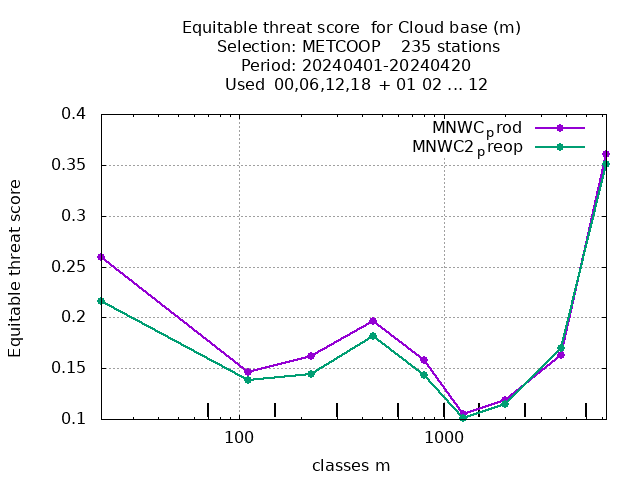 Equitable threat score  for Cloud base (m)
Selection: METCOOP    235 stations
Period: 20240401-20240420
Used  00,06,12,18 + 01 02 ... 12
MNWCprod
MNWC2preop
0.4
0.35
0.3
0.25
0.2
0.15
0.1
Equitable threat score
100
1000
classes m